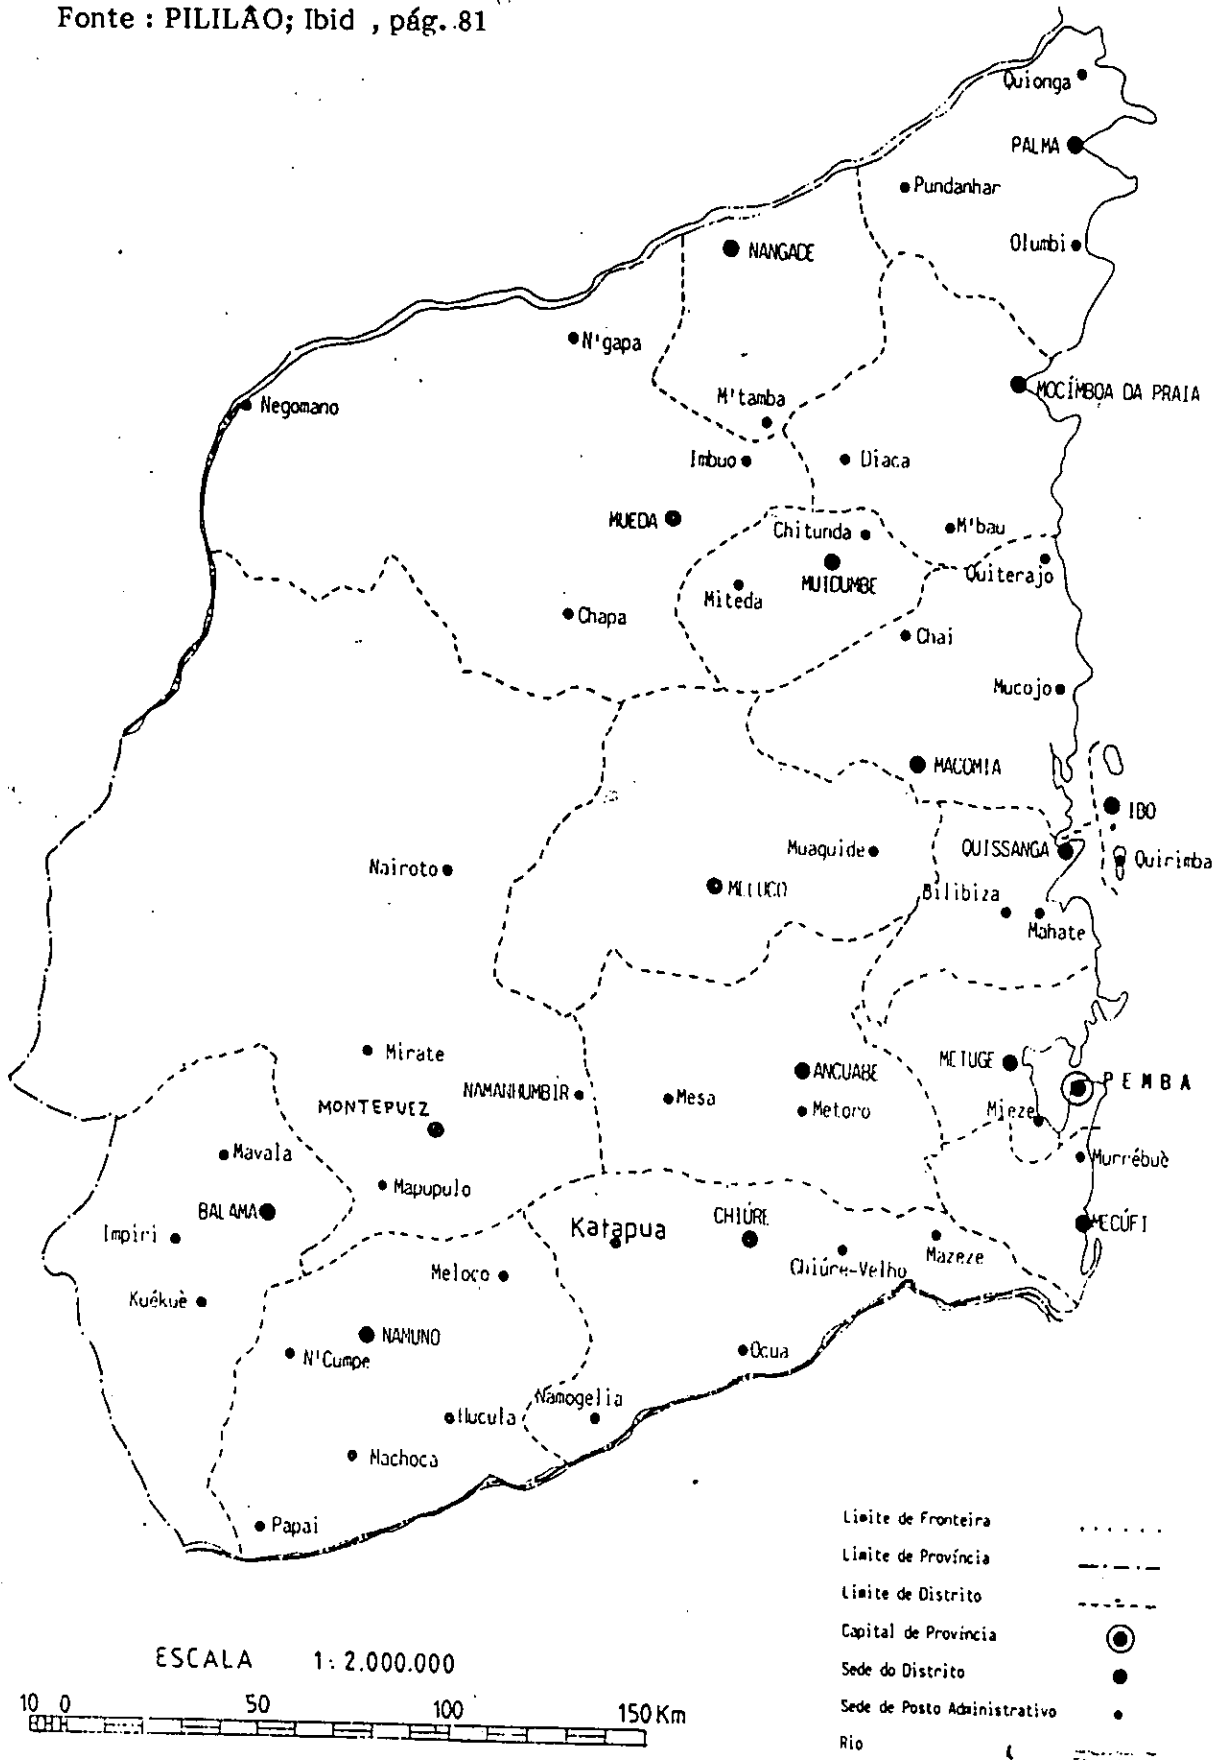 Fonte : PILILÃO; Ibid , pág. 81
Quionga
PALMA
Pundanhar
Olumbi
NANGADE
N'gapa
MOCÍMBOA DA PRAIA
M'tamba
Negomano
Imbuo
Diaca
MUEDA
Chitunda
M'bau
MUIDUMBE
Quiterajo
Miteda
Chapa
Chai
Mucojo
MACOMIA
IBO
Muaguide
QUISSANGA
Quirimba
Nairoto
MELUCO
Bilibiza
Mahate
Mirate
METUGE
ANCUABE
PEMBA
NAMANHUMBIR
Mesa
MONTEPUEZ
Metoro
Mieze
Mavala
Murrébuè
Mapupulo
BALAMA
Katapua
CHIÚRE
MECÚFI
Impiri
Mazeze
Chiúre-Velho
Meloco
Kuékuè
NAMUNO
N'Cumpe
Ocua
Namogelia
Hucula
Machoca
Papai
Limite de Fronteira
Limite de Província
Limite de Distrito
Capital de Província
Sede do Distrito
Sede de Posto Administrativo
Rio
ESCALA 1: 2.000.000
10 0 50 100 150 Km